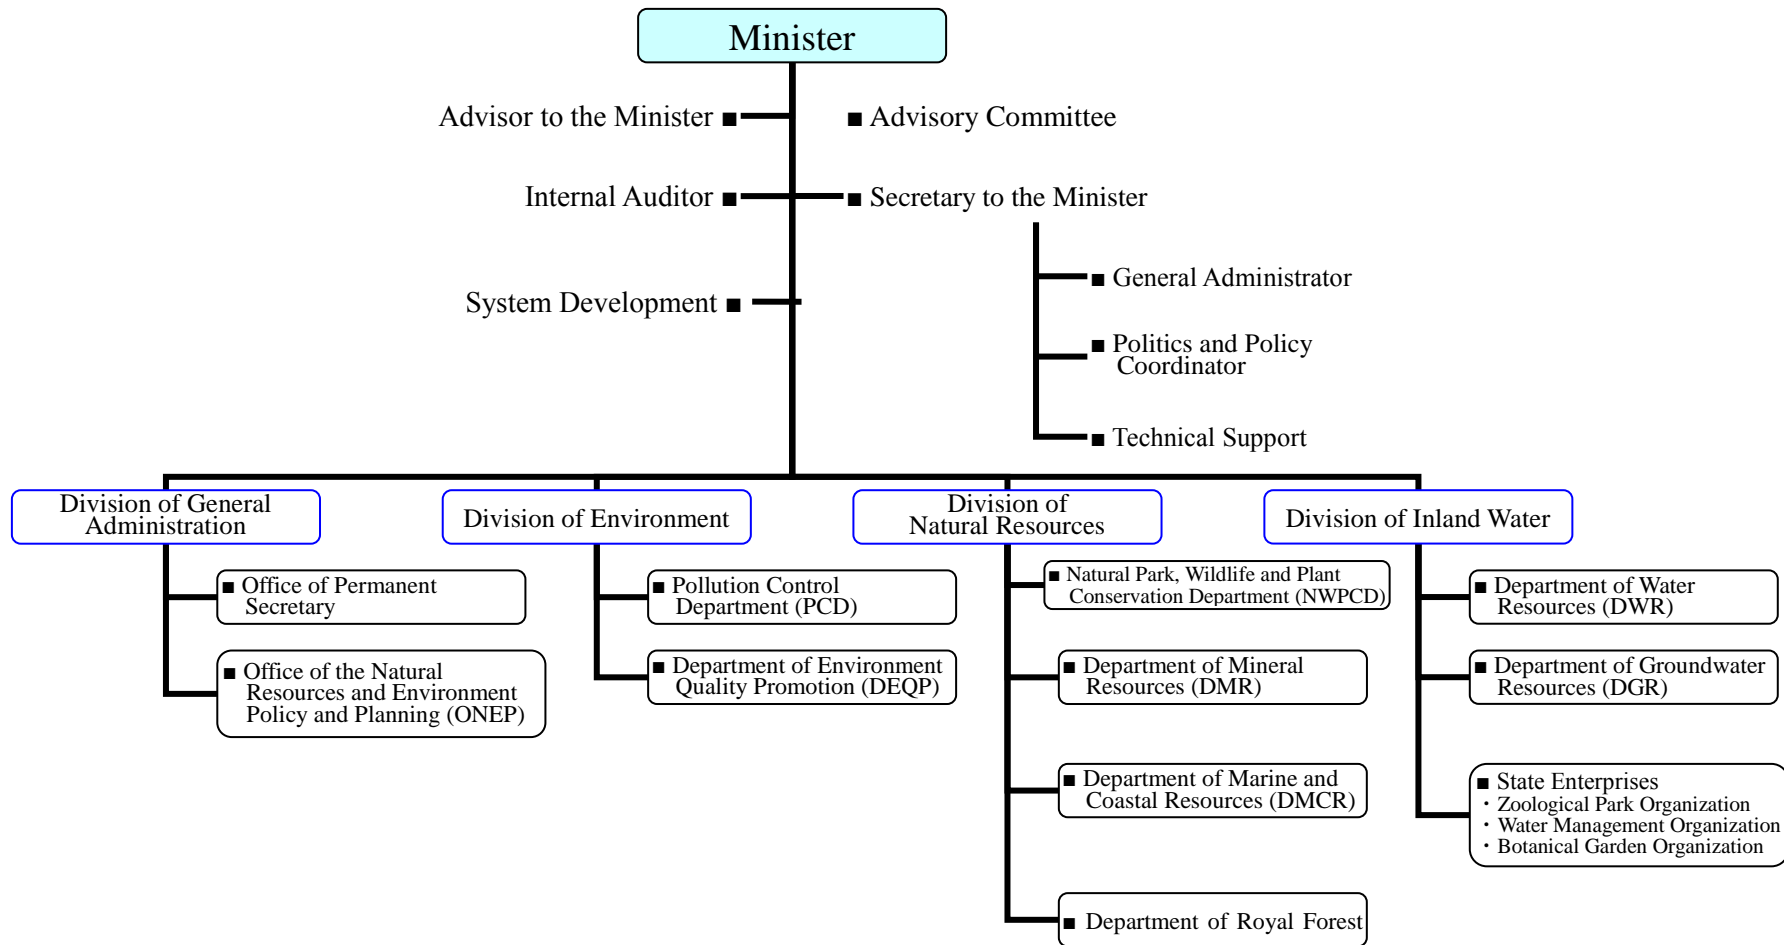 Minister
Advisor to the Minister ■
■ Advisory Committee
Internal Auditor ■
■ Secretary to the Minister
■ General Administrator
System Development ■
■ Politics and Policy
Coordinator
■ Technical Support
Division of General
Administration
Division of Environment
Division of
Natural Resources
Division of Inland Water
■ Office of Permanent
Secretary
■ Office of the Natural
Resources and Environment
Policy and Planning (ONEP)
■ Pollution Control
Department (PCD)
■ Department of Environment
Quality Promotion (DEQP)
■ Natural Park, Wildlife and Plant
Conservation Department (NWPCD)
■ Department of Mineral
Resources (DMR)
■ Department of Marine and
Coastal Resources (DMCR)
■ Department of Royal Forest
■ Department of Water
Resources (DWR)
■ Department of Groundwater
Resources (DGR)
■ State Enterprises
・Zoological Park Organization
・Water Management Organization
・Botanical Garden Organization